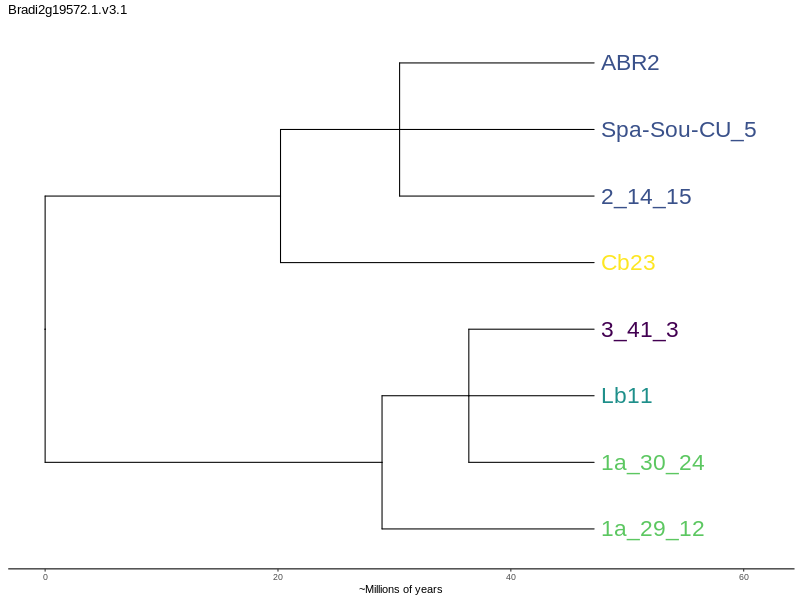 Bradi2g19572.1.v3.1
ABR2
Spa-Sou-CU_5
2_14_15
Cb23
3_41_3
Lb11
1a_30_24
1a_29_12
0 20 40 60
~Millions of years